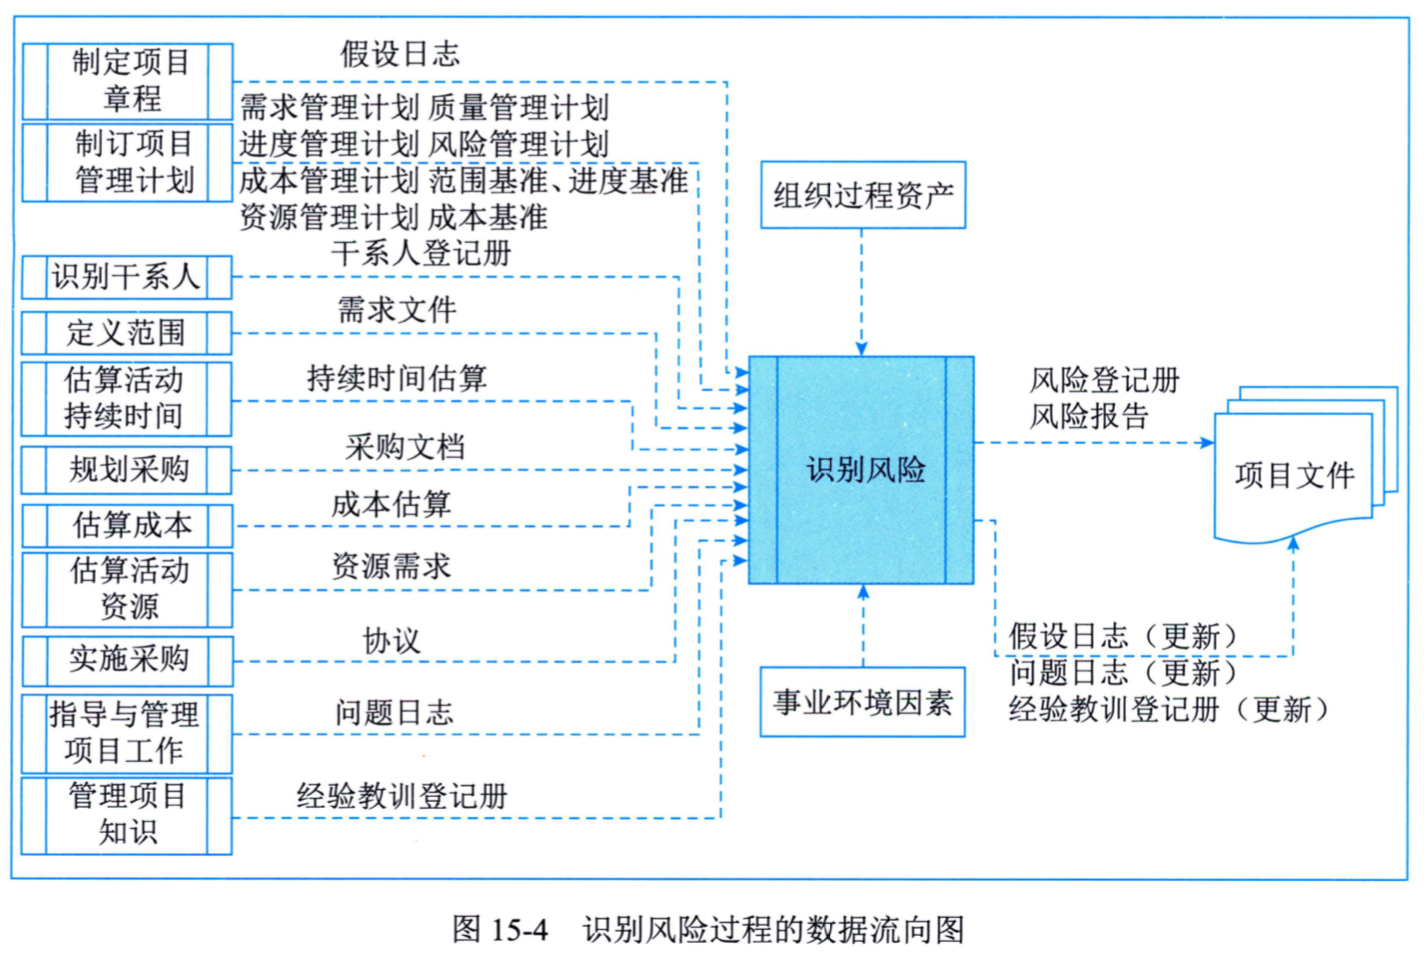 制定项目
章程
假设日志
制订项目
管理计划
需求管理计划 质量管理计划
进度管理计划 风险管理计划
成本管理计划 范围基准、进度基准
资源管理计划 成本基准
识别干系人
干系人登记册
定义范围
需求文件
估算活动
持续时间
持续时间估算
规划采购
采购文档
估算成本
成本估算
估算活动
资源
资源需求
实施采购
协议
指导与管理
项目工作
问题日志
管理项目
知识
经验教训登记册
组织过程资产
识别风险
事业环境因素
风险登记册
风险报告
项目文件
假设日志（更新）
问题日志（更新）
经验教训登记册（更新）
图 15-4 识别风险过程的数据流向图